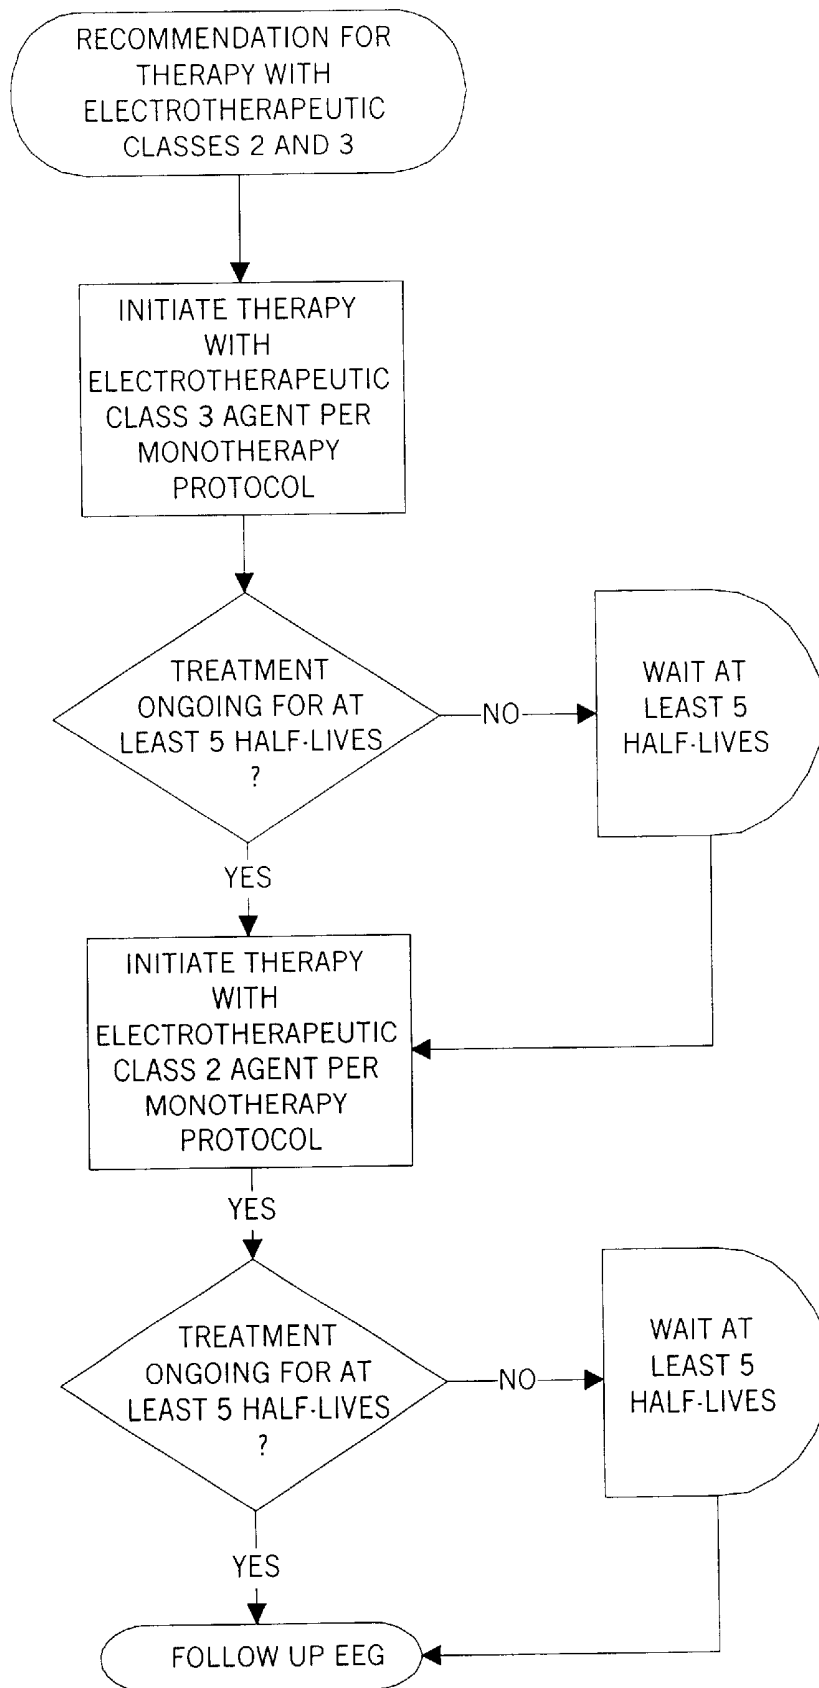 RECOMMENDATION FOR
THERAPY WITH
ELECTROTHERAPEUTIC
CLASSES 2 AND 3
INITIATE THERAPY
WITH
ELECTROTHERAPEUTIC
CLASS 3 AGENT PER
MONOTHERAPY
PROTOCOL
TREATMENT
ONGOING FOR AT
LEAST 5 HALF-LIVES
?
NO
WAIT AT
LEAST 5
HALF-LIVES
YES
INITIATE THERAPY
WITH
ELECTROTHERAPEUTIC
CLASS 2 AGENT PER
MONOTHERAPY
PROTOCOL
YES
TREATMENT
ONGOING FOR AT
LEAST 5 HALF-LIVES
?
NO
WAIT AT
LEAST 5
HALF-LIVES
YES
FOLLOW UP EEG